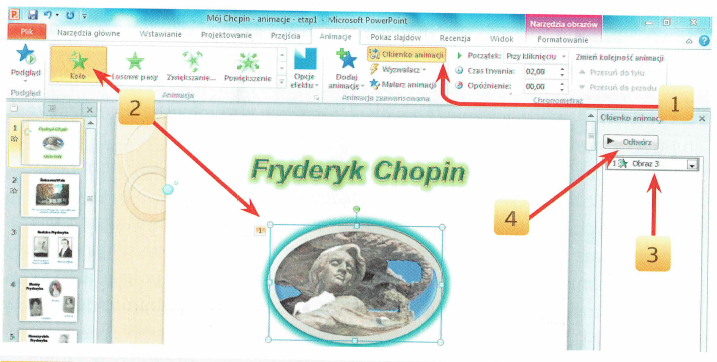 Mój Chopin - animacje - etap1 - Microsoft PowerPoint
Narzędzia obrazów
Plik Narzędzia główne Wstawianie Projektowanie Przejścia Animacje Pokaz slajdów Recenzja Widok Formatowanie
Podgląd
Koło
Losowe pasy
Zwiększanie...
Powiększenie
Opcje efektu
Dodaj animację
Okienko animacji
Wyzwalacz
Malarz animacji
Początek: Przy kliknięciu
Czas trwania: 02,00
Opóźnienie: 00,00
Zmień kolejność animacji
Przesuń do tyłu
Przesuń do przodu
Podgląd
Animacja
Animacja zaawansowana
Chronometraż
1
2
Okienko animacji
Odtwórz
1 Obraz 3
4
3
Fryderyk Chopin
1
1
Fryderyk Chopin
2
3
4
5